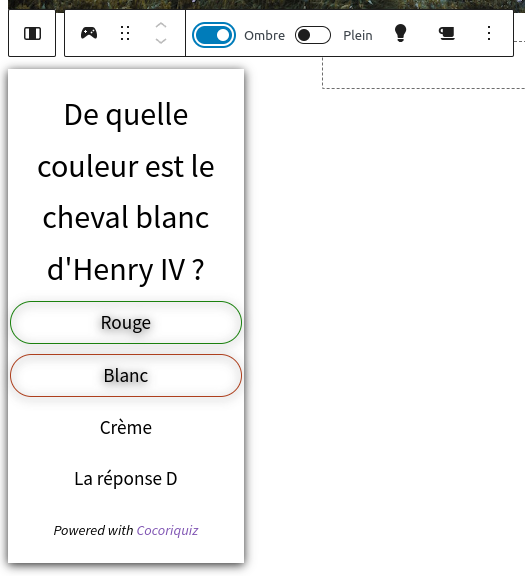 Ombre Plein
De quelle
couleur est le
cheval blanc
d'Henry IV ?
Rouge
Blanc
Crème
La réponse D
Powered with Cocoriquiz